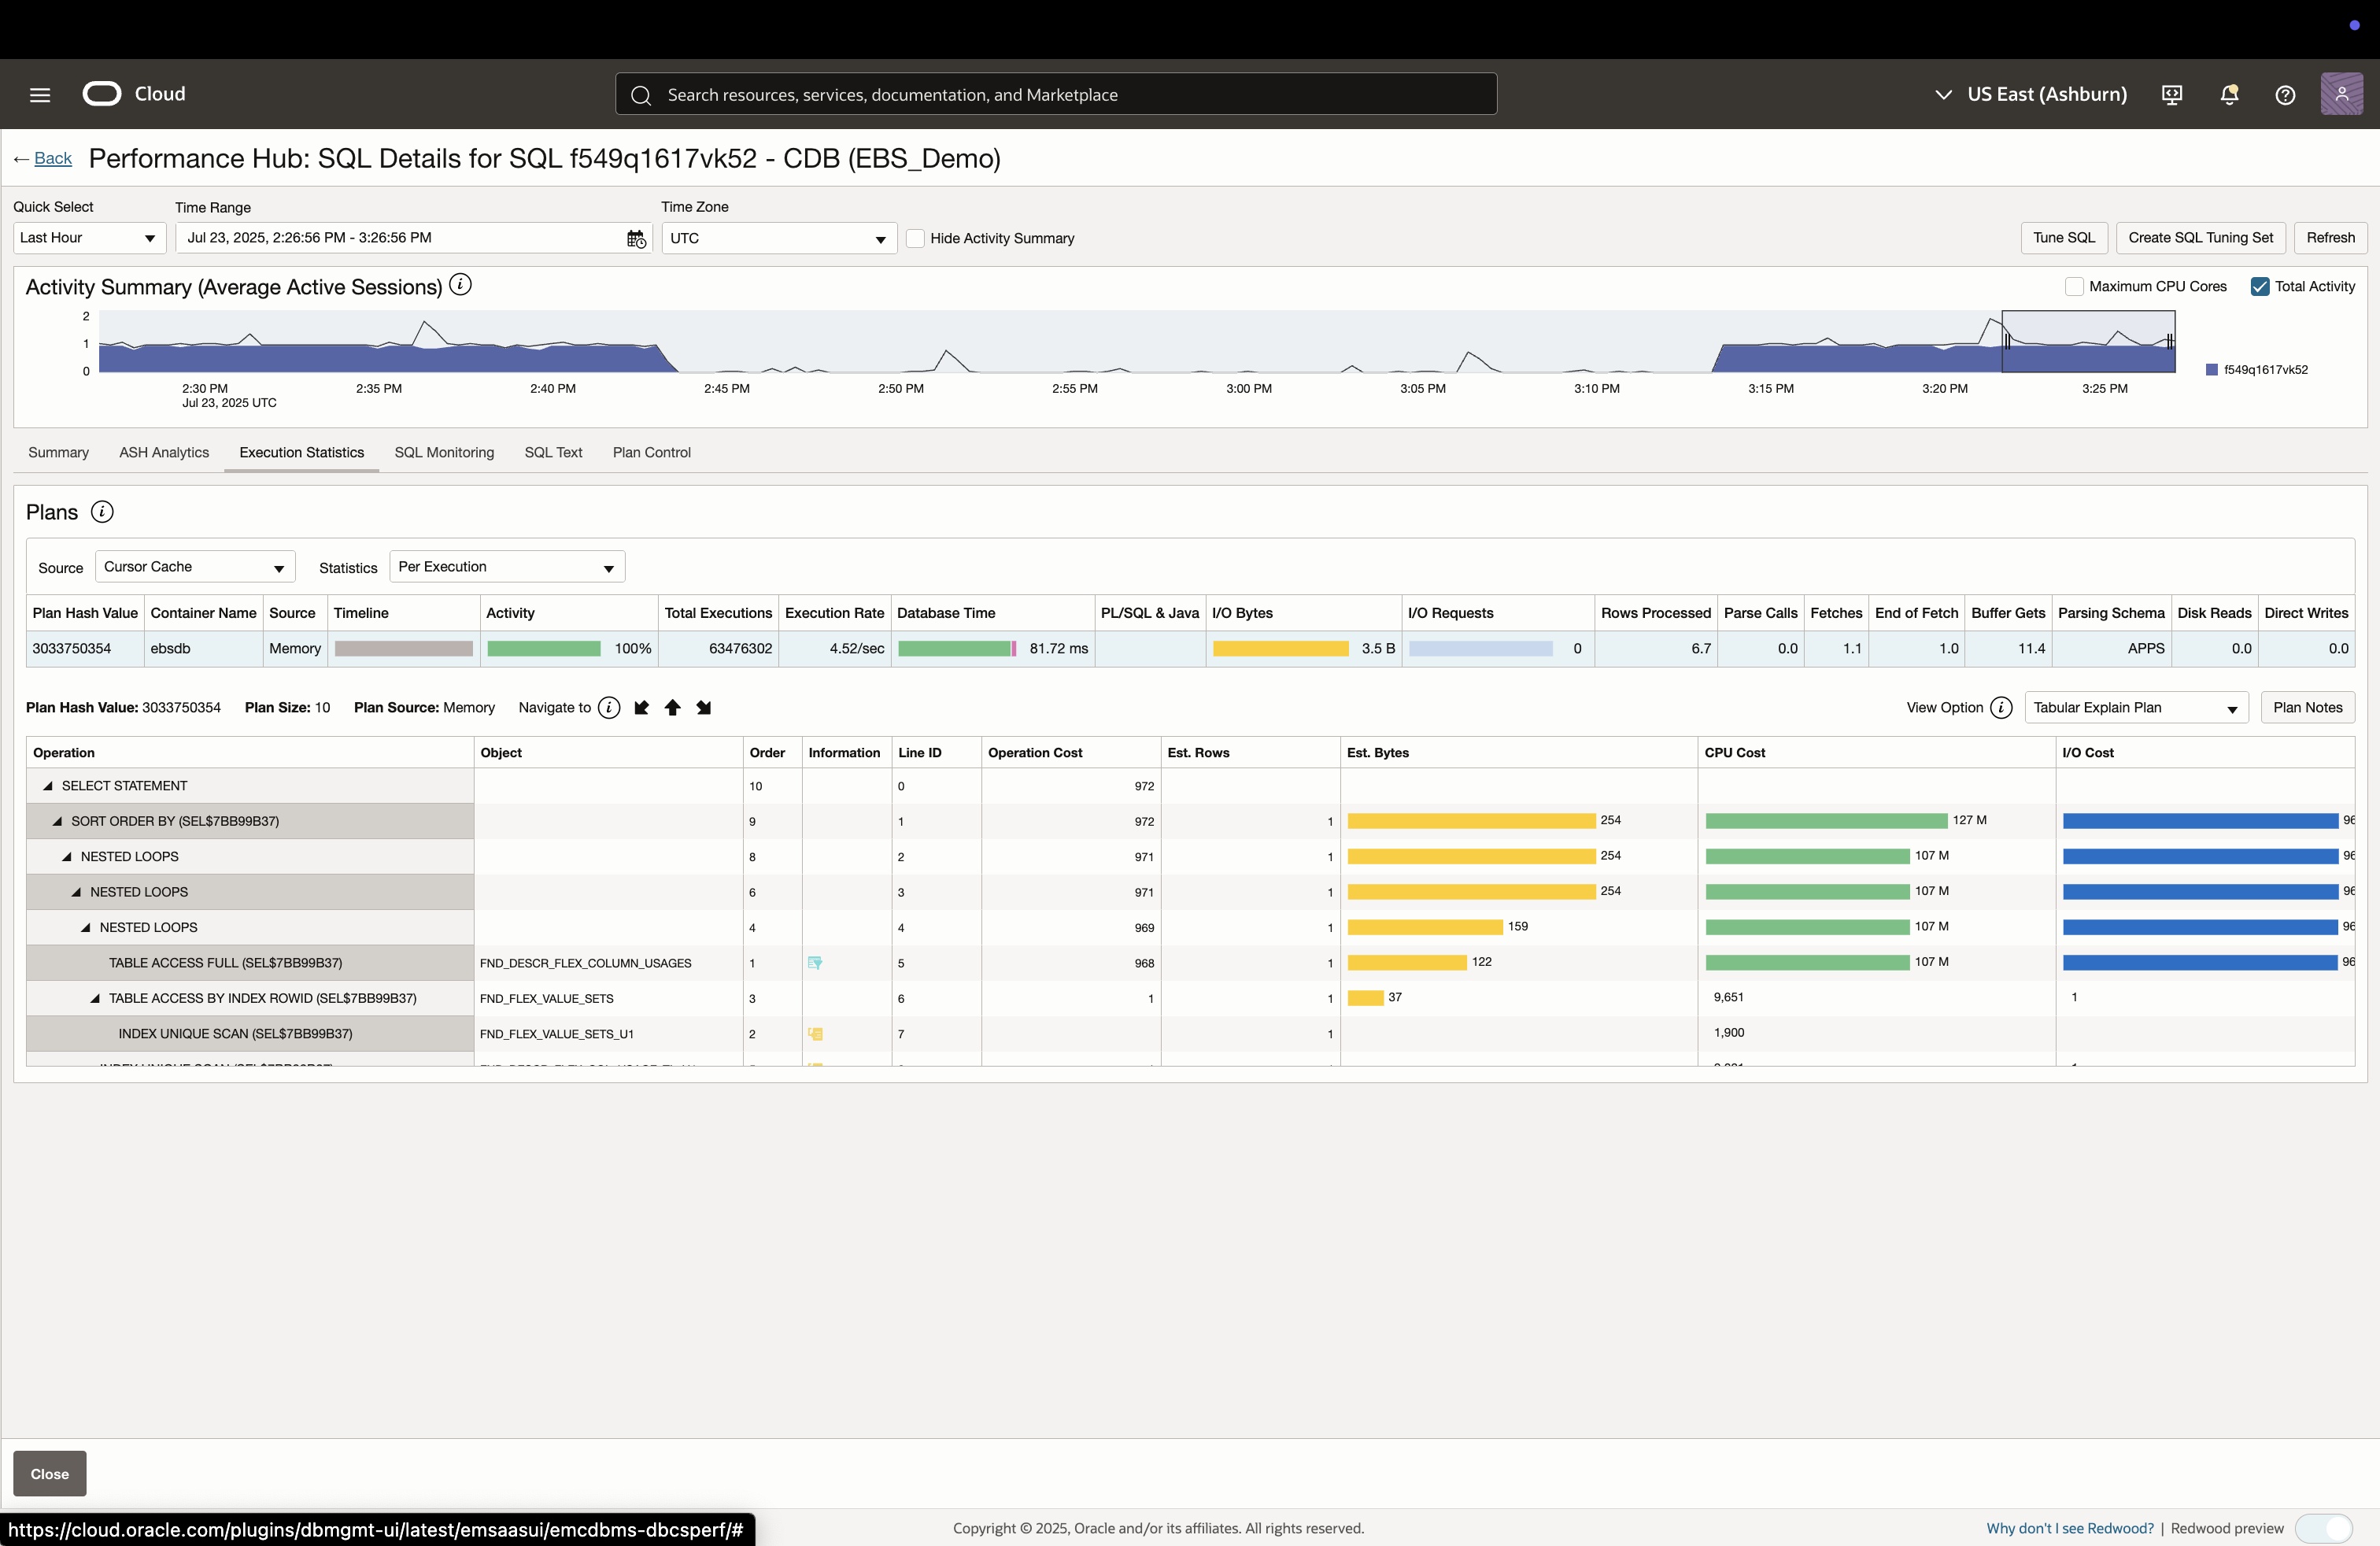 Cloud
Search resources, services, documentation, and Marketplace
US East (Ashburn)
← Back
Performance Hub: SQL Details for SQL f549q1617vk52 - CDB (EBS_Demo)
Quick Select
Time Range
Time Zone
Last Hour
Jul 23, 2025, 2:26:56 PM - 3:26:56 PM
UTC
Hide Activity Summary
Tune SQL
Create SQL Tuning Set
Refresh
Activity Summary (Average Active Sessions)
Maximum CPU Cores
Total Activity
2
1
0
2:30 PM 2:35 PM 2:40 PM 2:45 PM 2:50 PM 2:55 PM 3:00 PM 3:05 PM 3:10 PM 3:15 PM 3:20 PM 3:25 PM
Jul 23, 2025 UTC
f549q1617vk52
Summary ASH Analytics Execution Statistics SQL Monitoring SQL Text Plan Control
Plans
Source Cursor Cache Statistics Per Execution
Plan Hash Value Container Name Source Timeline Activity Total Executions Execution Rate Database Time PL/SQL & Java I/O Bytes I/O Requests Rows Processed Parse Calls Fetches End of Fetch Buffer Gets Parsing Schema Disk Reads Direct Writes
3033750354 ebsdb Memory 100% 63476302 4.52/sec 81.72 ms 3.5 B 0 6.7 0.0 1.1 1.0 11.4 APPS 0.0 0.0
Plan Hash Value: 3033750354 Plan Size: 10 Plan Source: Memory Navigate to
View Option Tabular Explain Plan Plan Notes
Operation Object Order Information Line ID Operation Cost Est. Rows Est. Bytes CPU Cost I/O Cost
SELECT STATEMENT 10 0 972
SORT ORDER BY (SEL$7BB99B37) 9 1 972 1 254 127 M 96
NESTED LOOPS 8 2 971 1 254 107 M 96
NESTED LOOPS 6 3 971 1 254 107 M 96
NESTED LOOPS 4 4 969 1 159 107 M 96
TABLE ACCESS FULL (SEL$7BB99B37) FND_DESCR_FLEX_COLUMN_USAGES 1 5 968 1 122 107 M 96
TABLE ACCESS BY INDEX ROWID (SEL$7BB99B37) FND_FLEX_VALUE_SETS 3 6 1 1 37 9,651 1
INDEX UNIQUE SCAN (SEL$7BB99B37) FND_FLEX_VALUE_SETS_U1 2 7 1 1,900
Close
https://cloud.oracle.com/plugins/dbmgmt-ui/latest/emsaasui/emcdbms-dbcsperf/#
Copyright © 2025, Oracle and/or its affiliates. All rights reserved.
Why don't I see Redwood? | Redwood preview